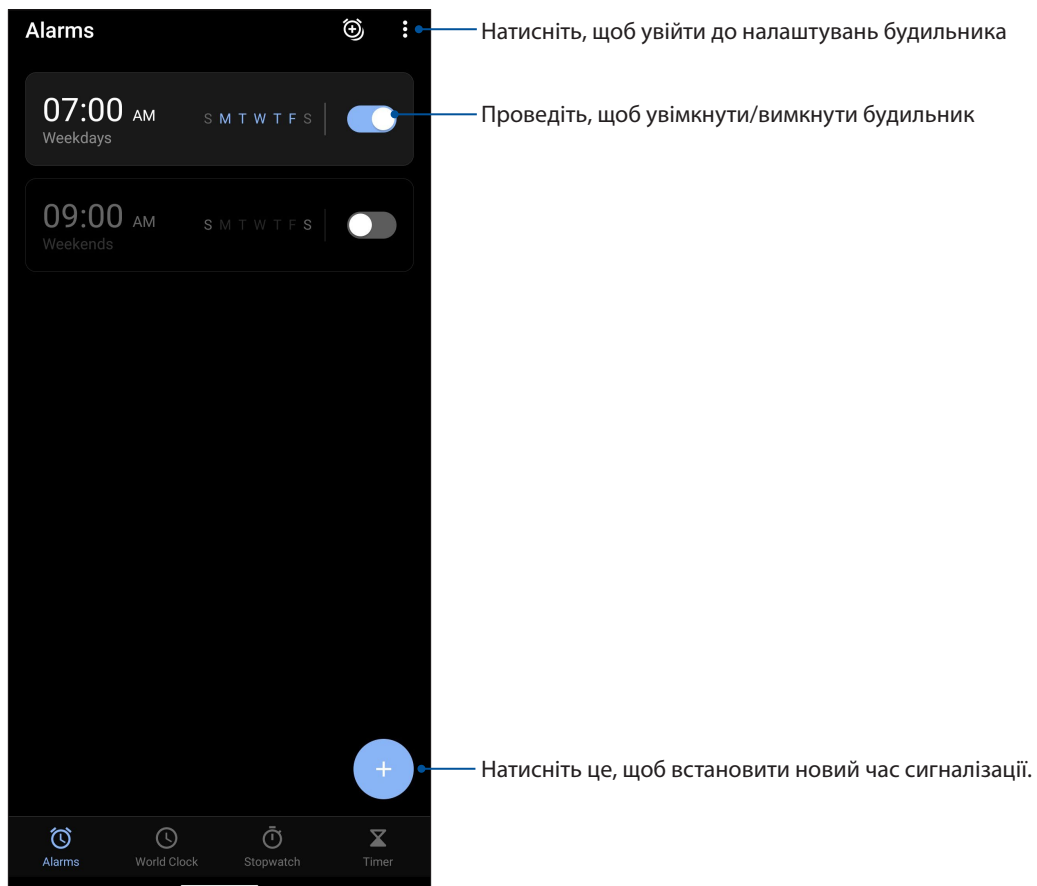 Alarms
Натисніть, щоб увійти до налаштувань будильника
07:00 AM
S M T W T F S
Weekdays
Проведіть, щоб увімкнути/вимкнути будильник
09:00 AM
S M T W T F S
Weekends
Натисніть це, щоб встановити новий час сигналізації.
Alarms
World Clock
Stopwatch
Timer